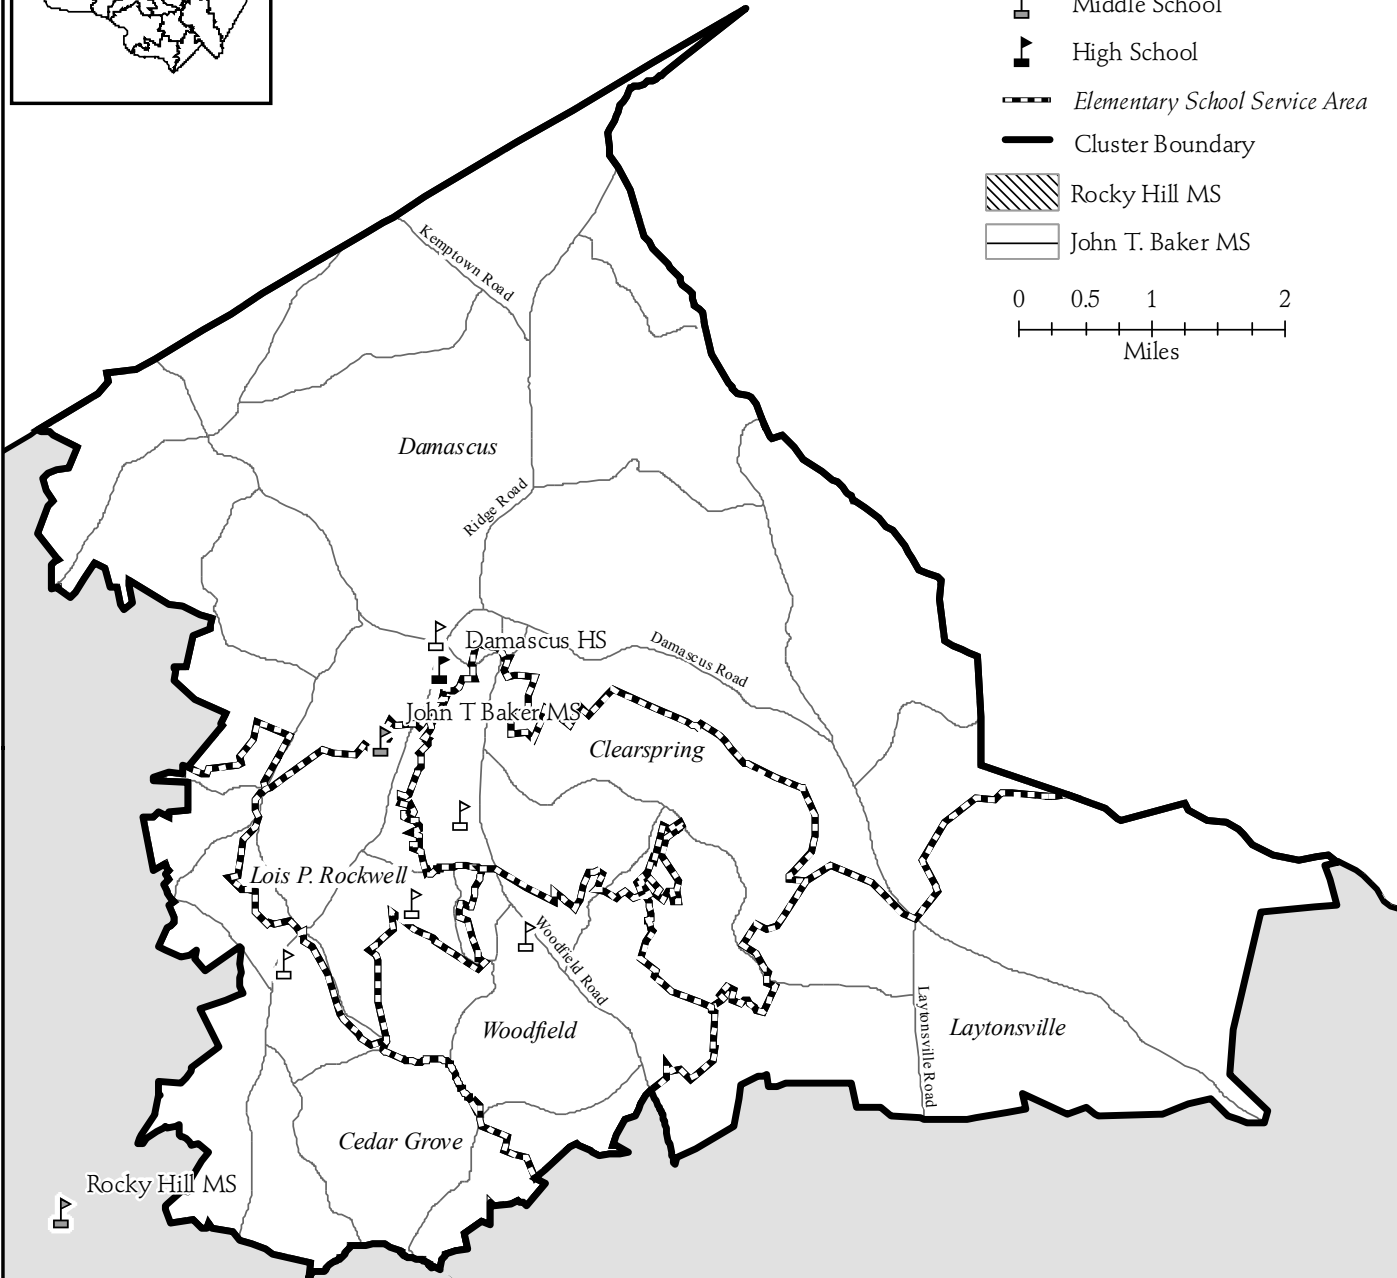 Middle School
High School
Elementary School Service Area
Cluster Boundary
Rocky Hill MS
John T. Baker MS
0 0.5 1 2
Miles
Kemptown Road
Damascus
Ridge Road
Damascus HS
Damascus Road
John T Baker MS
Clearspring
Lois P. Rockwell
Woodfield Road
Laytonsville Road
Woodfield
Laytonsville
Cedar Grove
Rocky Hill MS